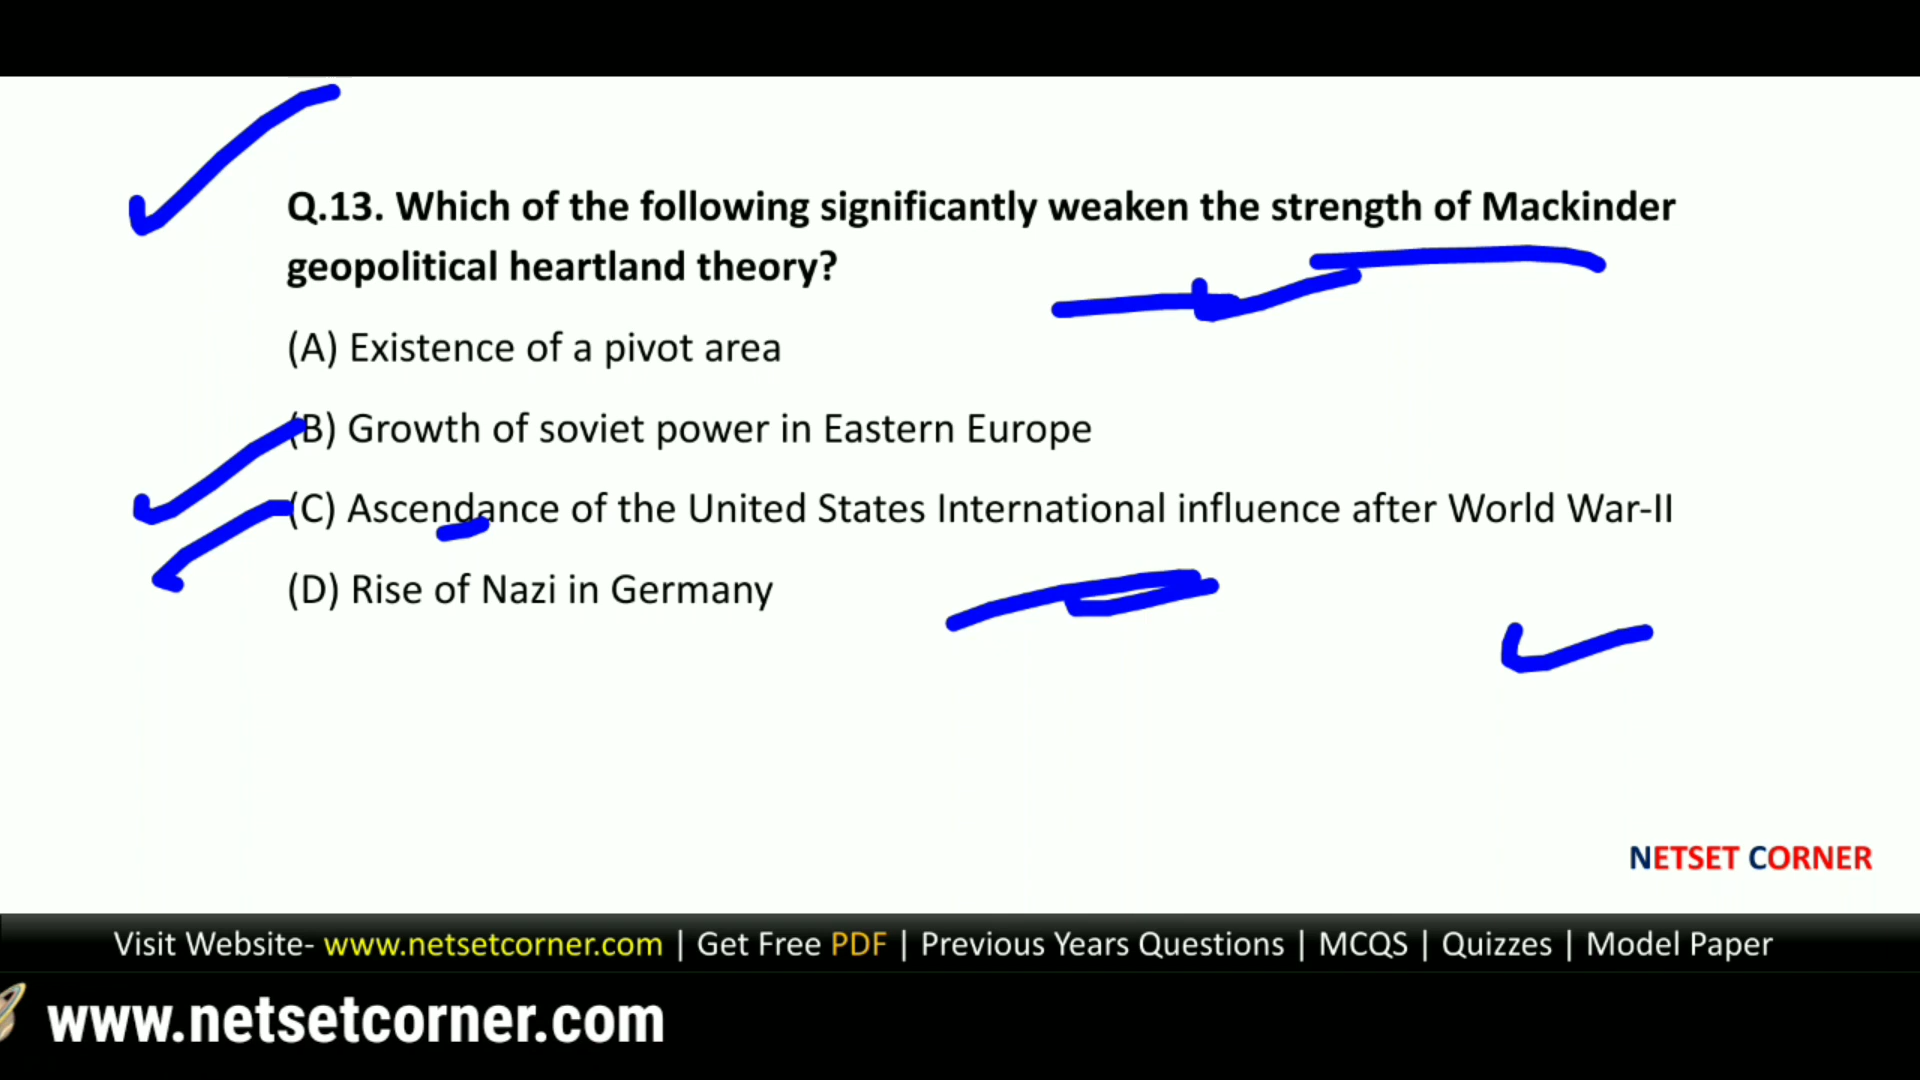 Q.13. Which of the following significantly weaken the strength of Mackinder
geopolitical heartland theory?
(A) Existence of a pivot area
(B) Growth of soviet power in Eastern Europe
(C) Ascendance of the United States International influence after World War-II
(D) Rise of Nazi in Germany
NETSET CORNER
Visit Website- www.netsetcorner.com | Get Free PDF | Previous Years Questions | MCQS | Quizzes | Model Paper
www.netsetcorner.com